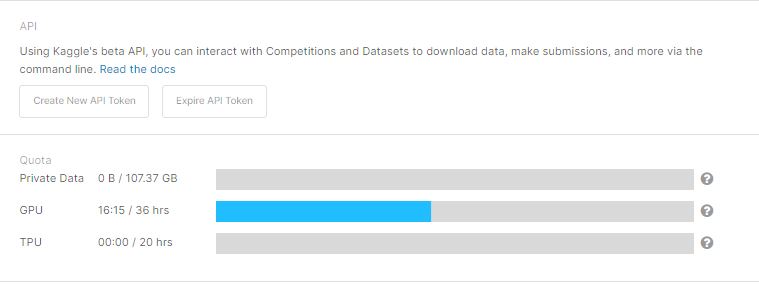 API
Using Kaggle's beta API, you can interact with Competitions and Datasets to download data, make submissions, and more via the
command line. Read the docs
Create New API Token Expire API Token
Quota
Private Data 0 B / 107.37 GB ?
GPU 16:15 / 36 hrs ?
TPU 00:00 / 20 hrs ?